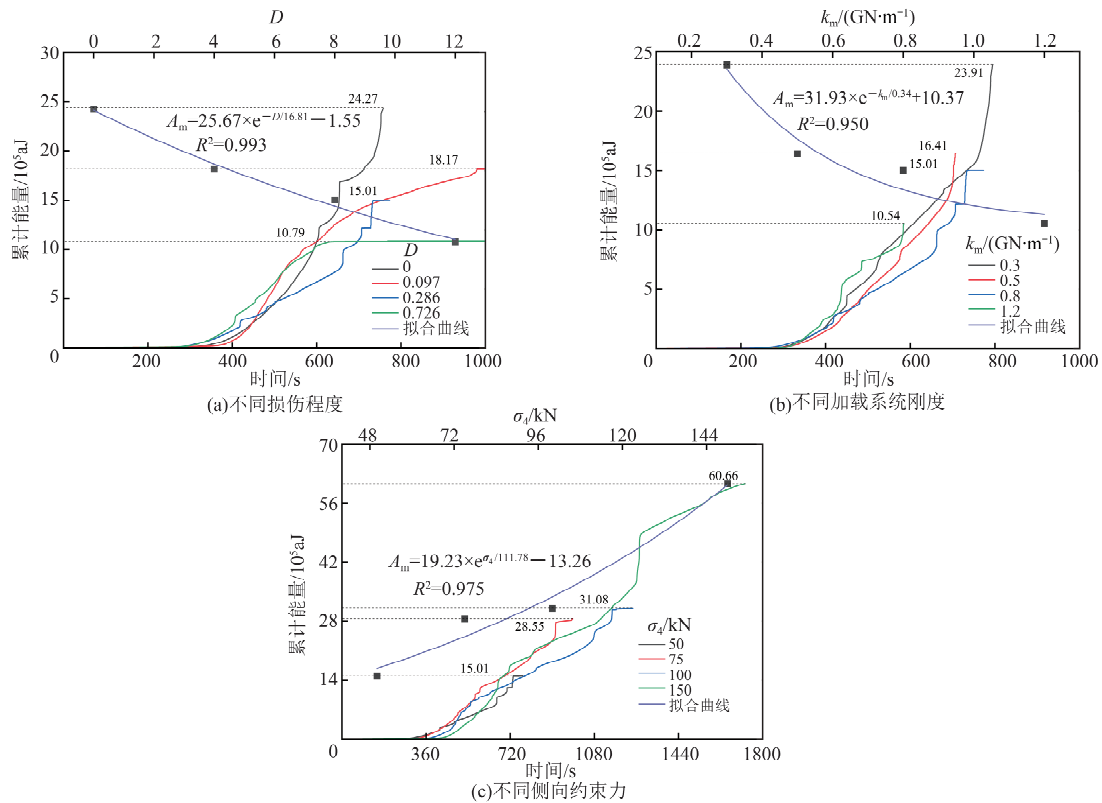 D
0 2 4 6 8 10 12
30
25
20
15
10
5
0
累计能量/10⁵aJ
24.27
Aₘ=25.67×e^(−D/16.81)−1.55
R²=0.993
18.17
15.01
10.79
D
0
0.097
0.286
0.726
拟合曲线
200 400 600 800 1000
时间/s
(a)不同损伤程度
kₘ/(GN·m⁻¹)
0.2 0.4 0.6 0.8 1.0 1.2
25
20
15
10
5
0
累计能量/10⁵aJ
23.91
Aₘ=31.93×e^(−kₘ/0.34)+10.37
R²=0.950
16.41
15.01
10.54
kₘ/(GN·m⁻¹)
0.3
0.5
0.8
1.2
拟合曲线
200 400 600 800 1000
时间/s
(b)不同加载系统刚度
σ₄/kN
48 72 96 120 144
70
56
42
28
14
0
累计能量/10⁵aJ
60.66
Aₘ=19.23×e^(σ₄/111.78)−13.26
R²=0.975
31.08
28.55
15.01
σ₄/kN
50
75
100
150
拟合曲线
360 720 1080 1440 1800
时间/s
(c)不同侧向约束力